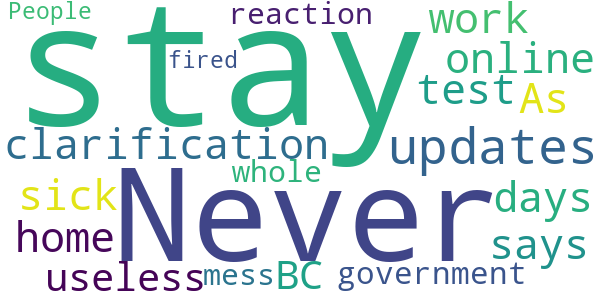 People
stay
reaction
work
fired
online
test
As
clarification
updates
whole
sick
Never
days
home
says
useless
mess
BC
government